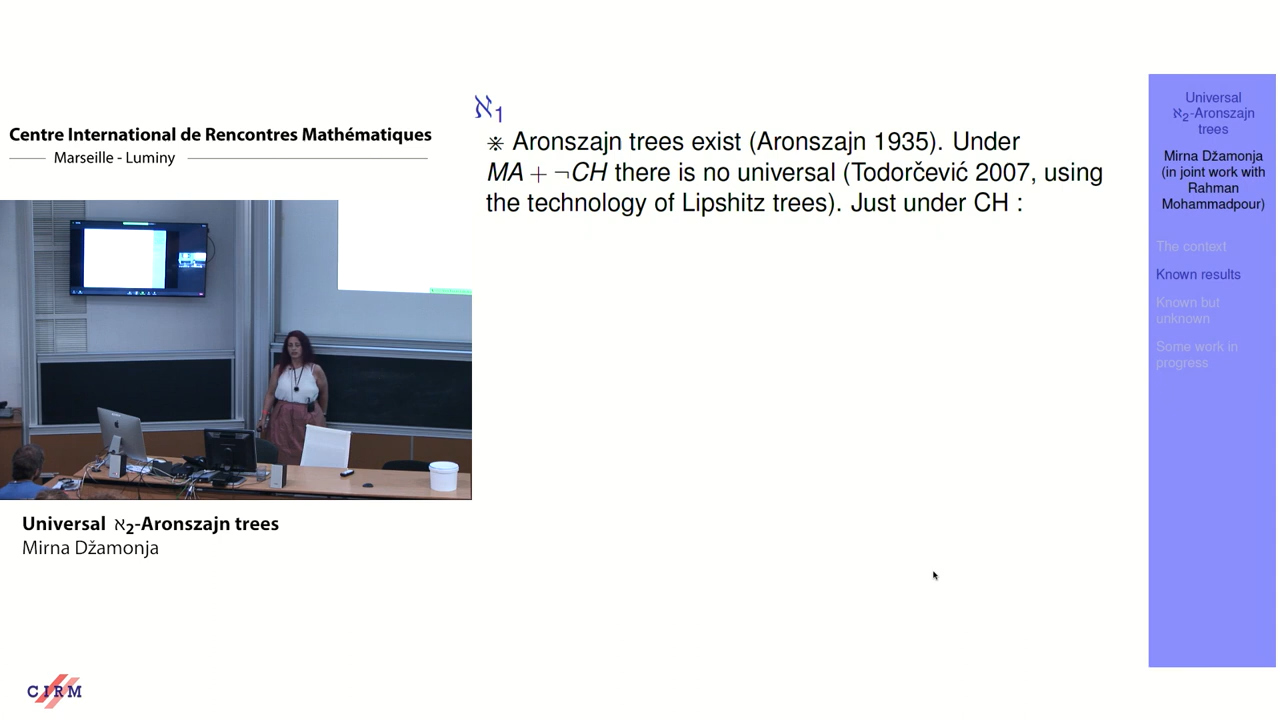 Centre International de Rencontres Mathématiques
Marseille - Luminy
ℵ₁
⨳ Aronszajn trees exist (Aronszajn 1935). Under
MA + ¬CH there is no universal (Todorčević 2007, using
the technology of Lipshitz trees). Just under CH :
Universal ℵ₂-Aronszajn trees
Mirna Džamonja
CIRM
Universal
ℵ₂-Aronszajn
trees
Mirna Džamonja
(in joint work with
Rahman
Mohammadpour)
The context
Known results
Known but
unknown
Some work in
progress